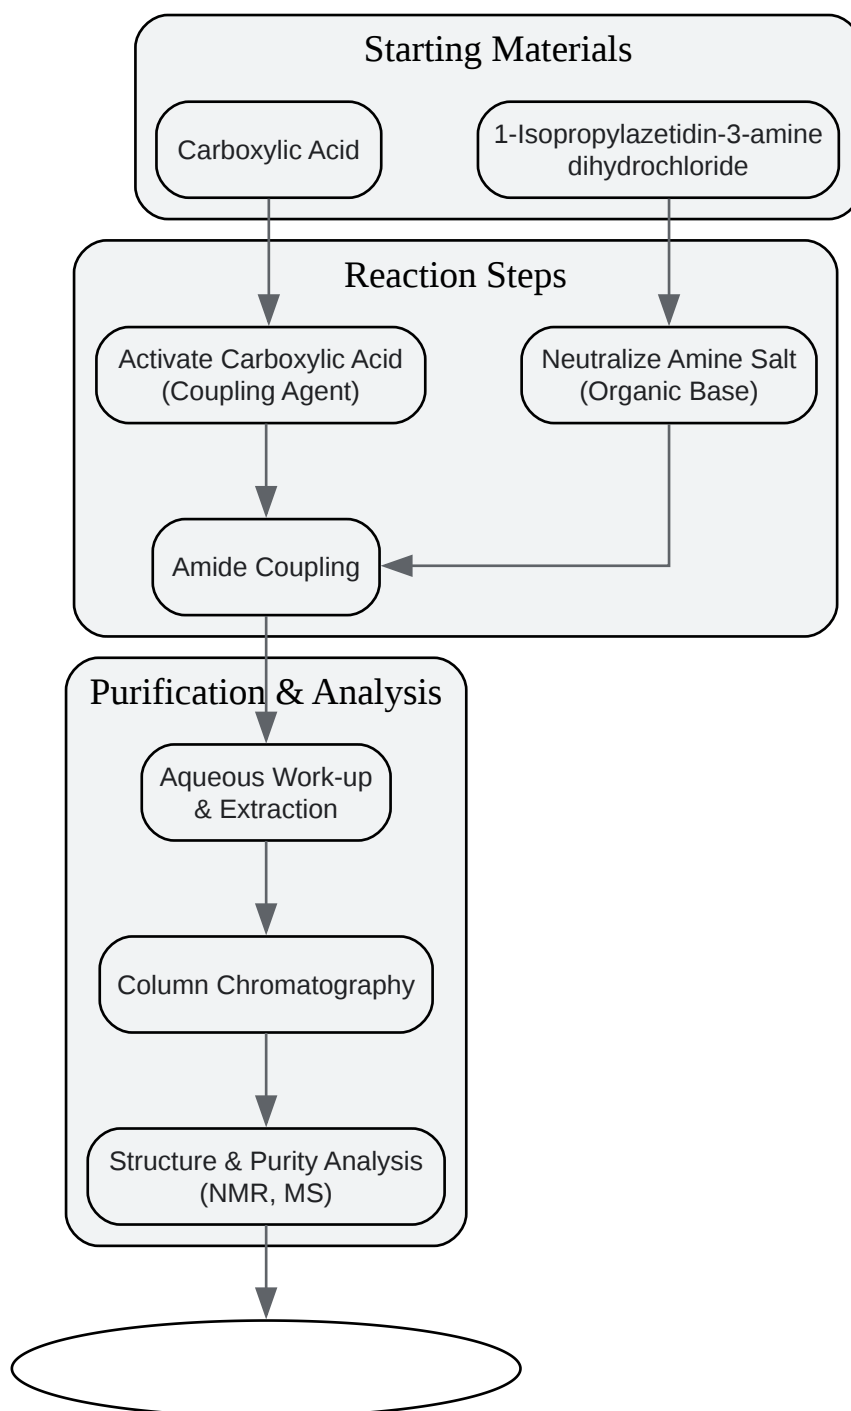 Starting Materials
Carboxylic Acid
1-Isopropylazetidin-3-amine
dihydrochloride
Reaction Steps
Activate Carboxylic Acid
(Coupling Agent)
Neutralize Amine Salt
(Organic Base)
Amide Coupling
Purification & Analysis
Aqueous Work-up
& Extraction
Column Chromatography
Structure & Purity Analysis
(NMR, MS)